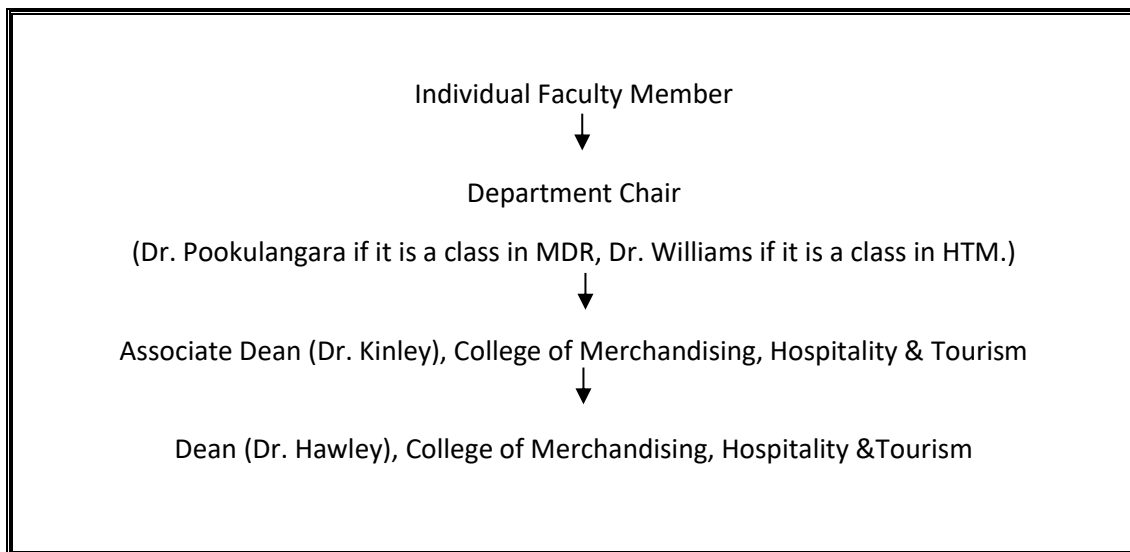 Individual Faculty Member
Department Chair
(Dr. Pookulangara if it is a class in MDR, Dr. Williams if it is a class in HTM.)
Associate Dean (Dr. Kinley), College of Merchandising, Hospitality & Tourism
Dean (Dr. Hawley), College of Merchandising, Hospitality &Tourism